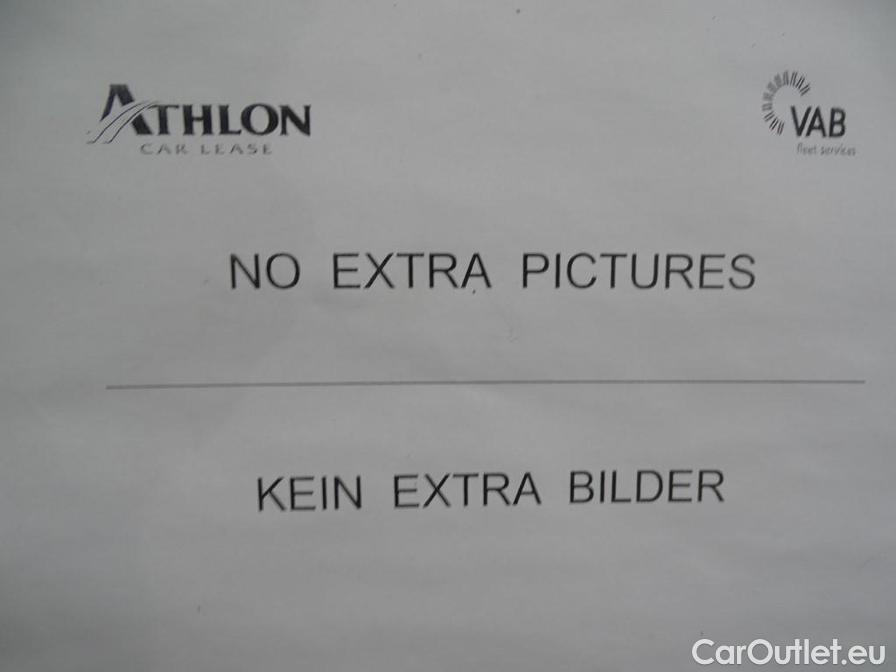 ATHLON
CAR LEASE
VAB
fleet services
NO EXTRA PICTURES
KEIN EXTRA BILDER
CarOutlet.eu